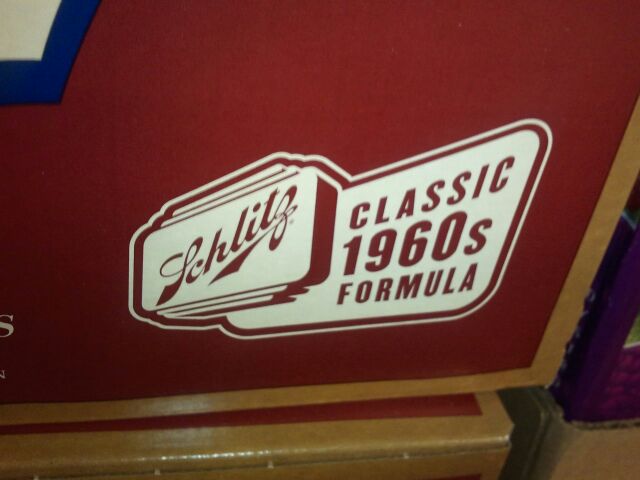 Schlitz
CLASSIC
1960s
FORMULA
S
N